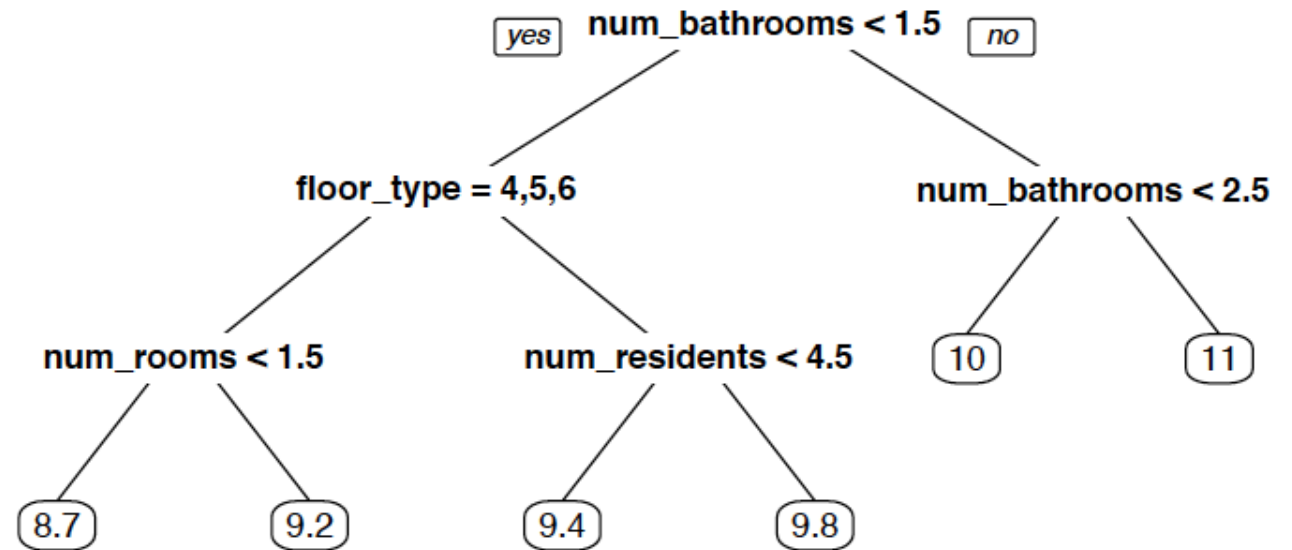 yes num_bathrooms < 1.5 no
floor_type = 4,5,6 num_bathrooms < 2.5
num_rooms < 1.5 num_residents < 4.5 10 11
8.7 9.2 9.4 9.8